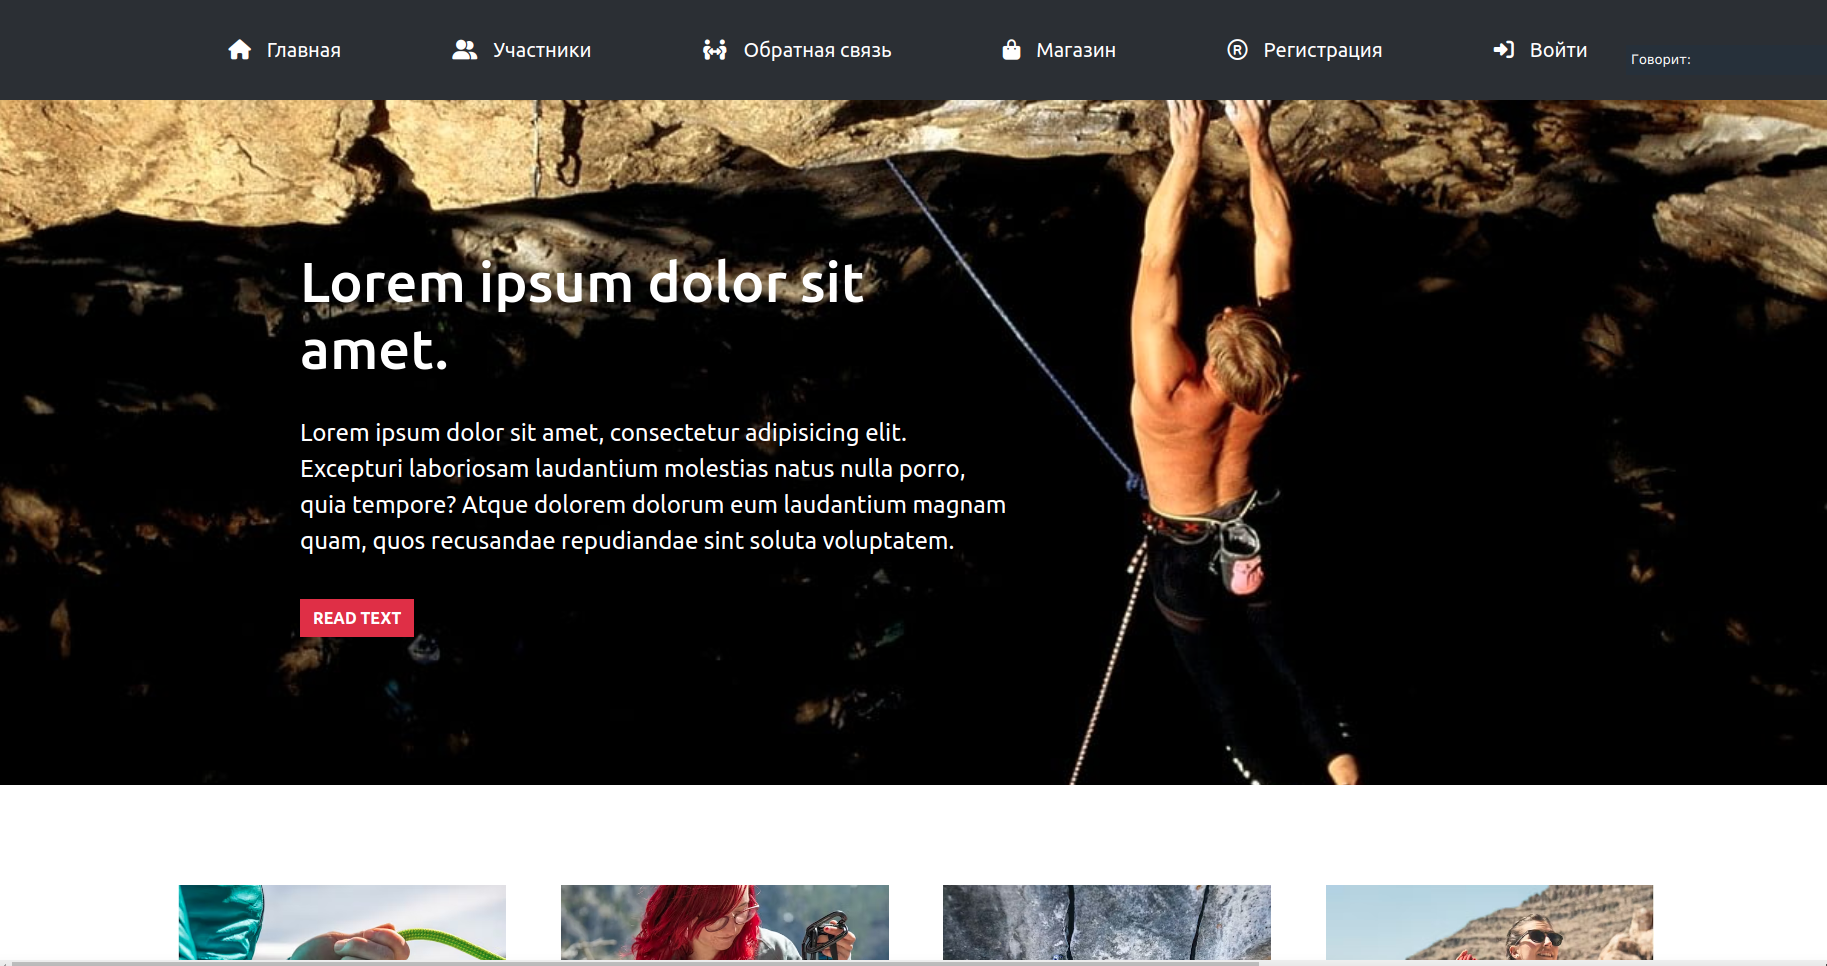 Главная
Участники
Обратная связь
Магазин
Регистрация
Войти
Говорит:
Lorem ipsum dolor sit
amet.
Lorem ipsum dolor sit amet, consectetur adipisicing elit.
Excepturi laboriosam laudantium molestias natus nulla porro,
quia tempore? Atque dolorem dolorum eum laudantium magnam
quam, quos recusandae repudiandae sint soluta voluptatem.
READ TEXT